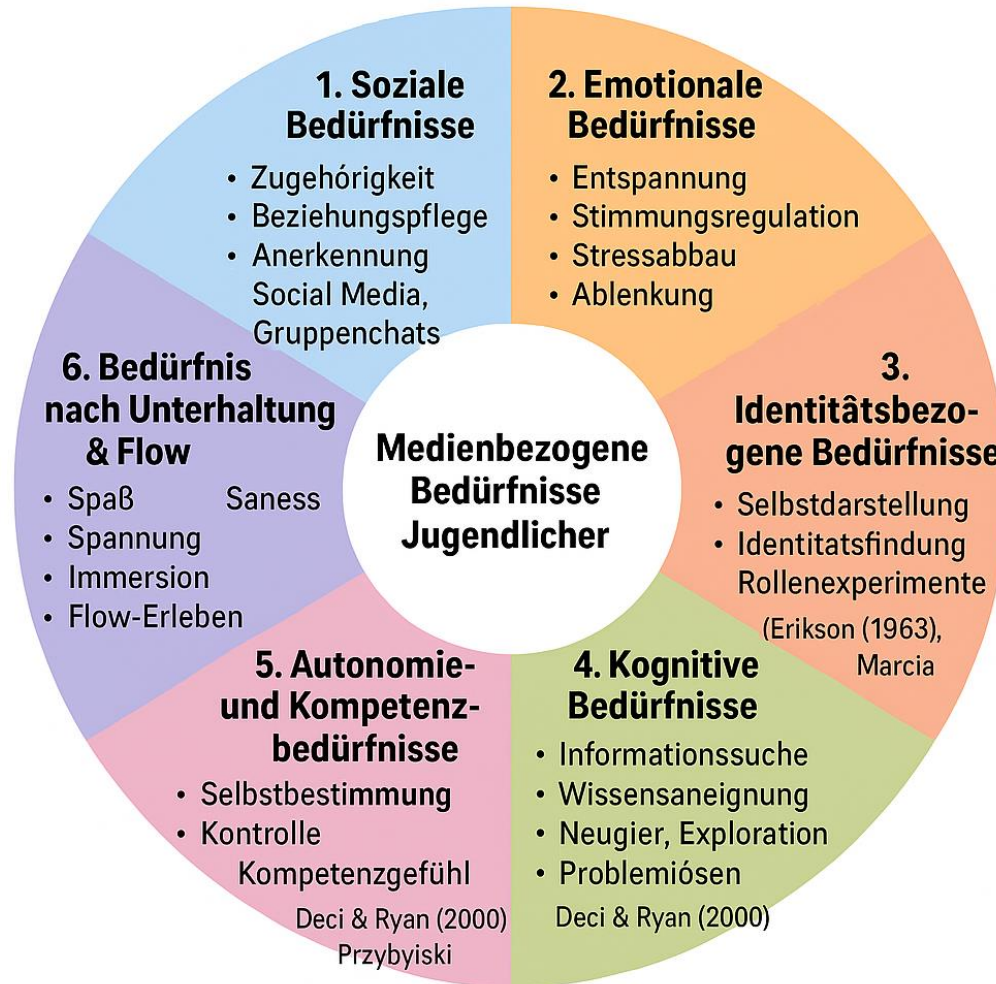 1. Soziale
Bedürfnisse
• Zugehórigkeit
• Beziehungspflege
• Anerkennung
Social Media,
Gruppenchats
2. Emotionale
Bedürfnisse
• Entspannung
• Stimmungsregulation
• Stressabbau
• Ablenkung
3.
Identitâtsbezo-
gene Bedürfnisse
• Selbstdarstellung
• Identitatsfindung
Rollenexperimente
(Erikson (1963),
Marcia
4. Kognitive
Bedürfnisse
• Informationssuche
• Wissensaneignung
• Neugier, Exploration
• Problemiósen
Deci & Ryan (2000)
5. Autonomie-
und Kompetenz-
bedürfnisse
• Selbstbestimmung
• Kontrolle
Kompetenzgefühl
Deci & Ryan (2000)
Przybyiski
6. Bedürfnis
nach Unterhaltung
& Flow
• Spaß Saness
• Spannung
• Immersion
• Flow-Erleben
Medienbezogene
Bedürfnisse
Jugendlicher